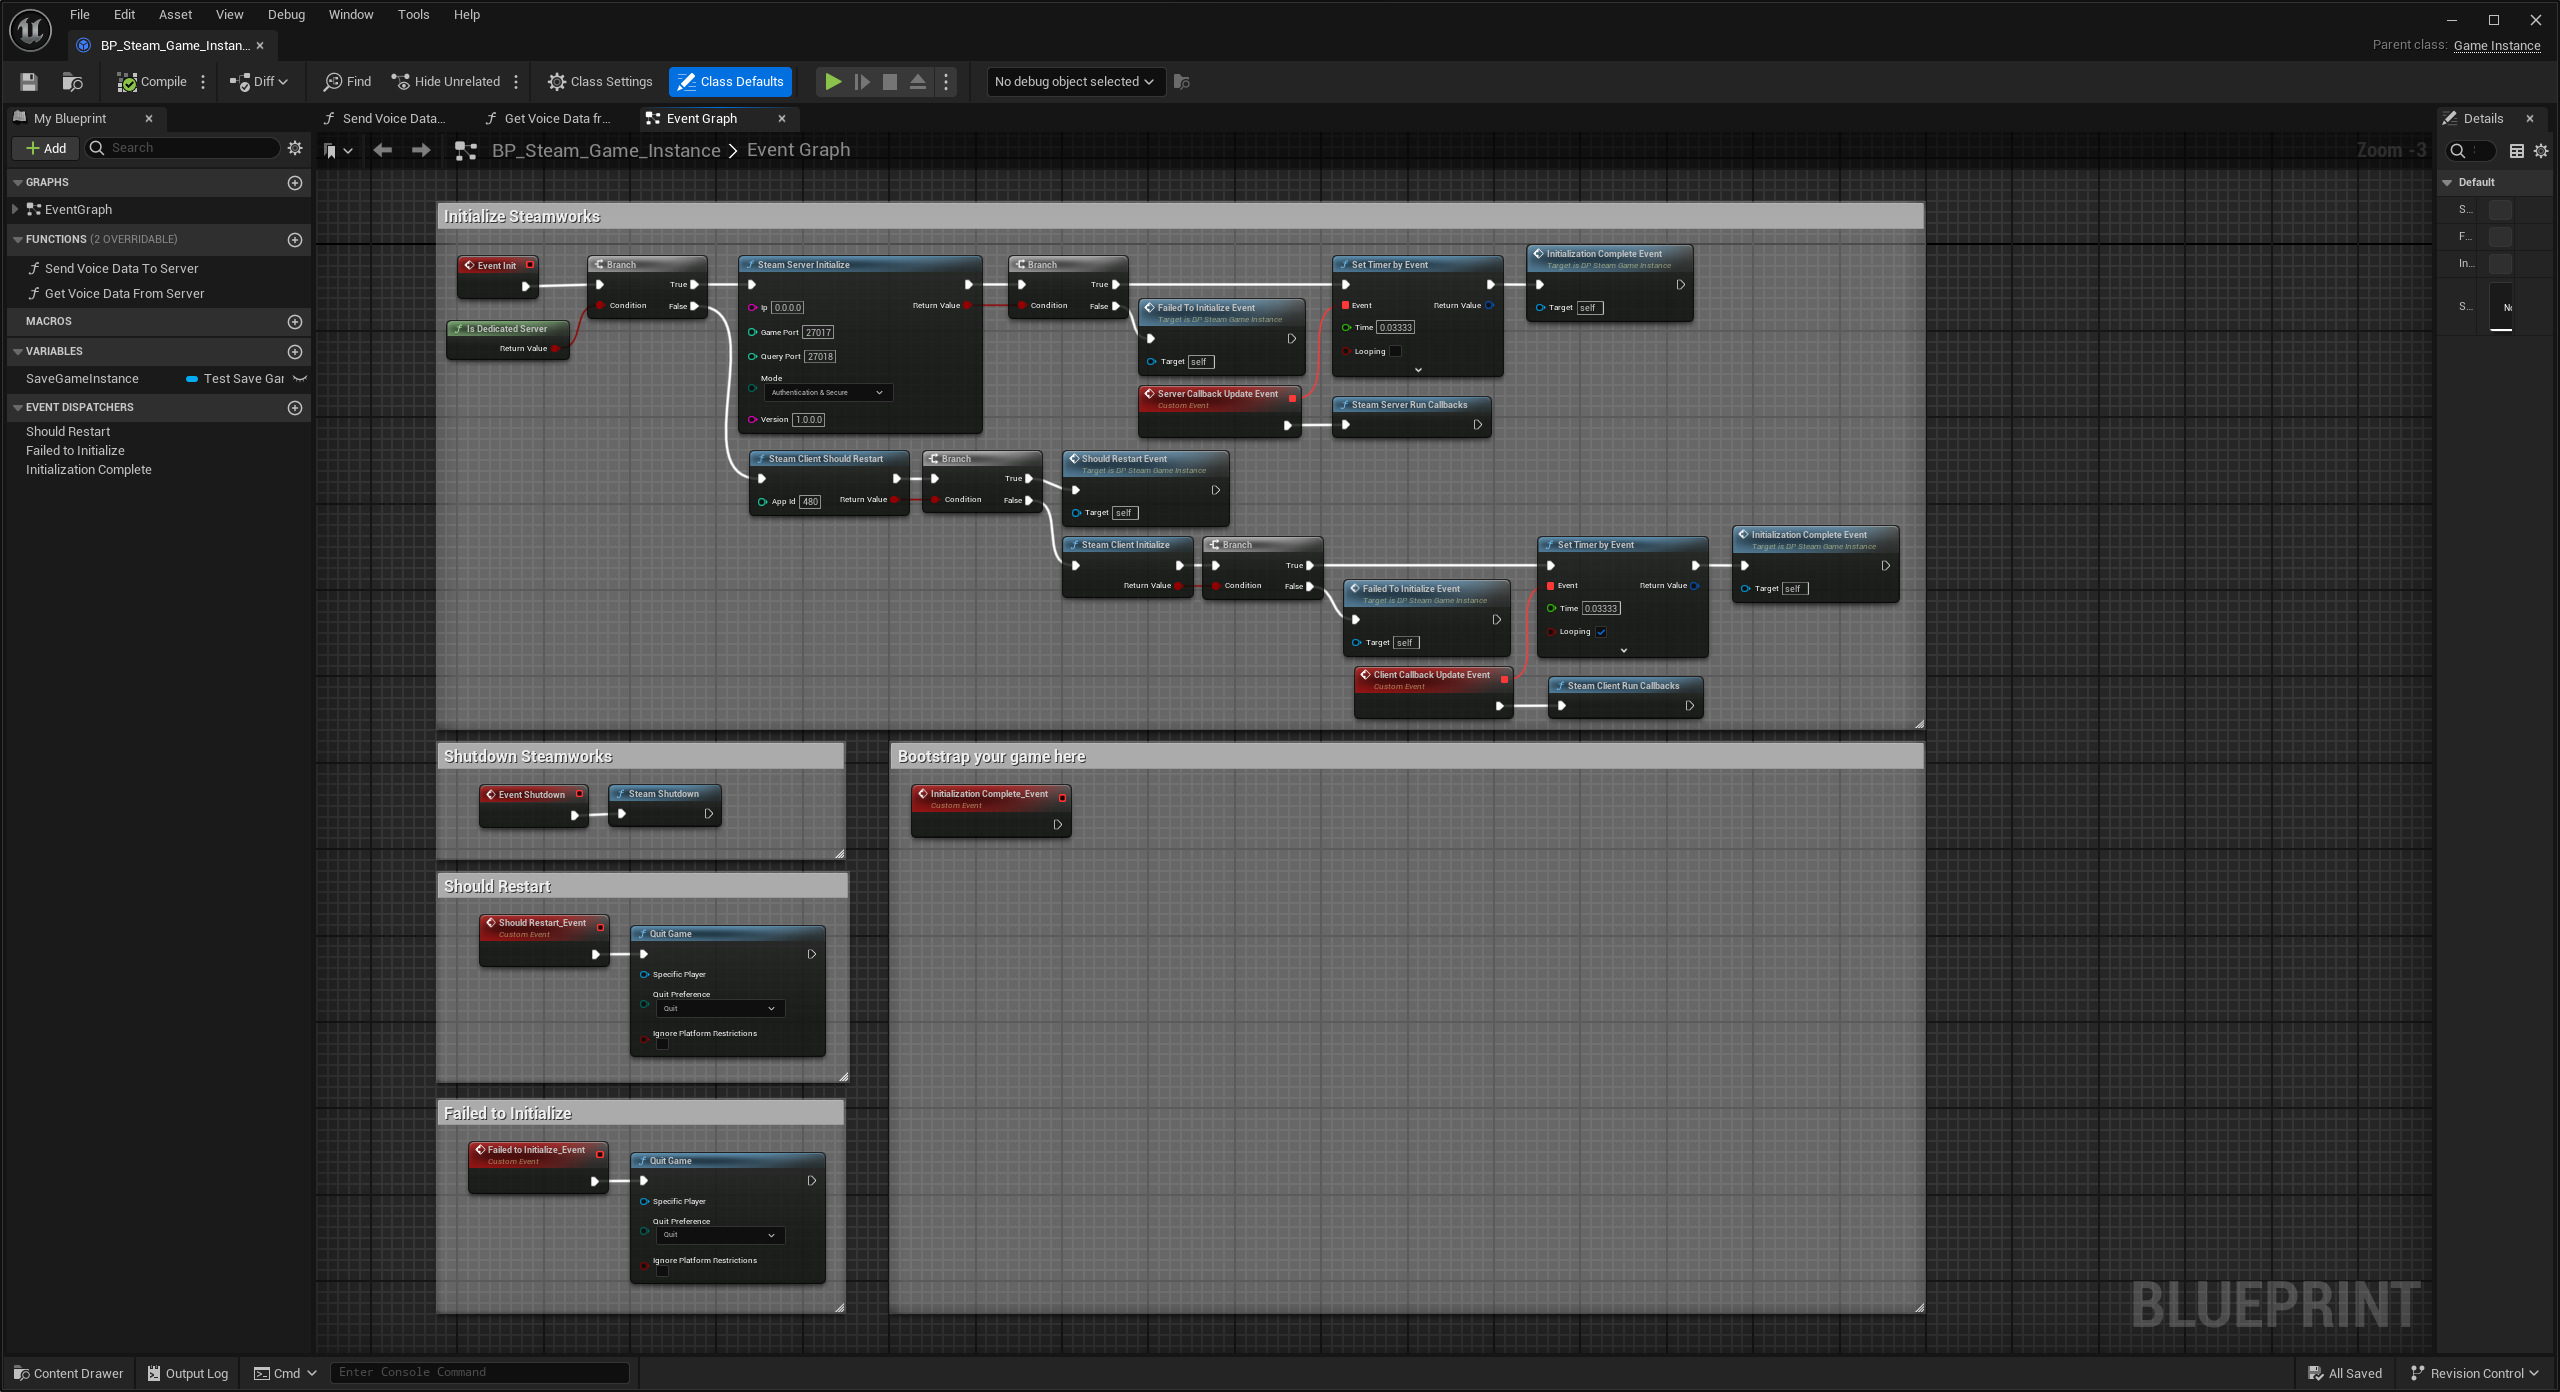 File Edit Asset View Debug Window Tools Help
BP_Steam_Game_Instan...
Parent class: Game Instance
Compile Diff Find Hide Unrelated Class Settings Class Defaults No debug object selected
My Blueprint
Send Voice Data... Get Voice Data fr... Event Graph
Details
Add Search
BP_Steam_Game_Instance > Event Graph
Zoom -3
GRAPHS
EventGraph
FUNCTIONS (2 OVERRIDABLE)
Send Voice Data To Server
Get Voice Data From Server
MACROS
VARIABLES
SaveGameInstance Test Save Gar
EVENT DISPATCHERS
Should Restart
Failed to Initialize
Initialization Complete
Default
S...
F...
In...
S...
Initialize Steamworks
Event Init
Is Dedicated Server
Return Value
Branch
True
Condition False
Steam Server Initialize
Ip 0.0.0.0 Return Value
Game Port 27017
Query Port 27018
Mode
Authentication & Secure
Version 1.0.0.0
Branch
True
Condition False
Failed To Initialize Event
Target is BP Steam Game Instance
Target self
Server Callback Update Event
Custom Event
Set Timer by Event
Event Return Value
Time 0.03333
Looping
Steam Server Run Callbacks
Initialization Complete Event
Target is BP Steam Game Instance
Target self
Steam Client Should Restart
App Id 480 Return Value
Branch
True
Condition False
Should Restart Event
Target is BP Steam Game Instance
Target self
Steam Client Initialize
Return Value
Branch
True
Condition False
Failed To Initialize Event
Target is BP Steam Game Instance
Target self
Client Callback Update Event
Custom Event
Set Timer by Event
Event Return Value
Time 0.03333
Looping
Steam Client Run Callbacks
Initialization Complete Event
Target is BP Steam Game Instance
Target self
Shutdown Steamworks
Event Shutdown
Steam Shutdown
Should Restart
Should Restart_Event
Custom Event
Quit Game
Specific Player
Quit Preference
Quit
Ignore Platform Restrictions
Failed to Initialize
Failed to Initialize_Event
Custom Event
Quit Game
Specific Player
Quit Preference
Quit
Ignore Platform Restrictions
Bootstrap your game here
Initialization Complete_Event
Custom Event
BLUEPRINT
Content Drawer Output Log Cmd Enter Console Command All Saved Revision Control